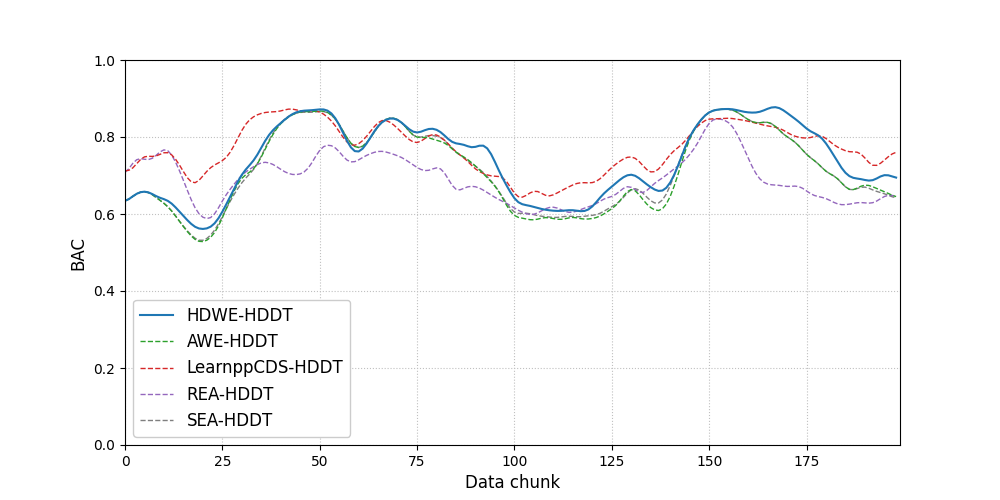 1.0
0.8
0.6
0.4
0.2
0.0
BAC
HDWE-HDDT
AWE-HDDT
LearnppCDS-HDDT
REA-HDDT
SEA-HDDT
0 25 50 75 100 125 150 175
Data chunk